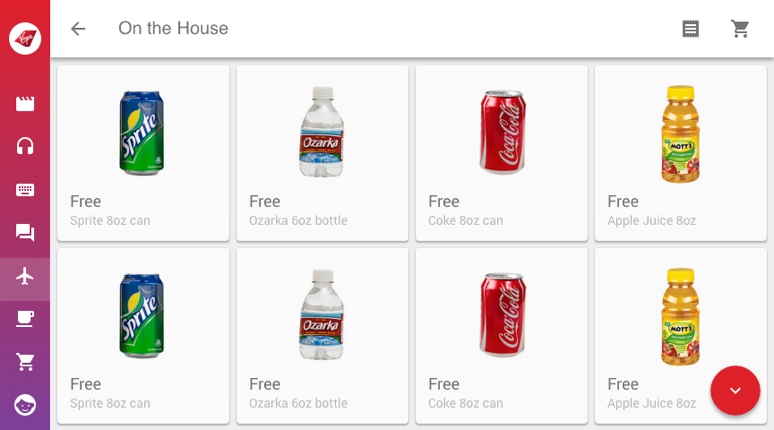 On the House
Sprite
Ozarka
Coca-Cola
MOTT'S
Free
Sprite 8oz can
Free
Ozarka 6oz bottle
Free
Coke 8oz can
Free
Apple Juice 8oz
Sprite
Ozarka
Coca-Cola
MOTT'S
Free
Sprite 8oz can
Free
Ozarka 6oz bottle
Free
Coke 8oz can
Free
Apple Juice 8oz